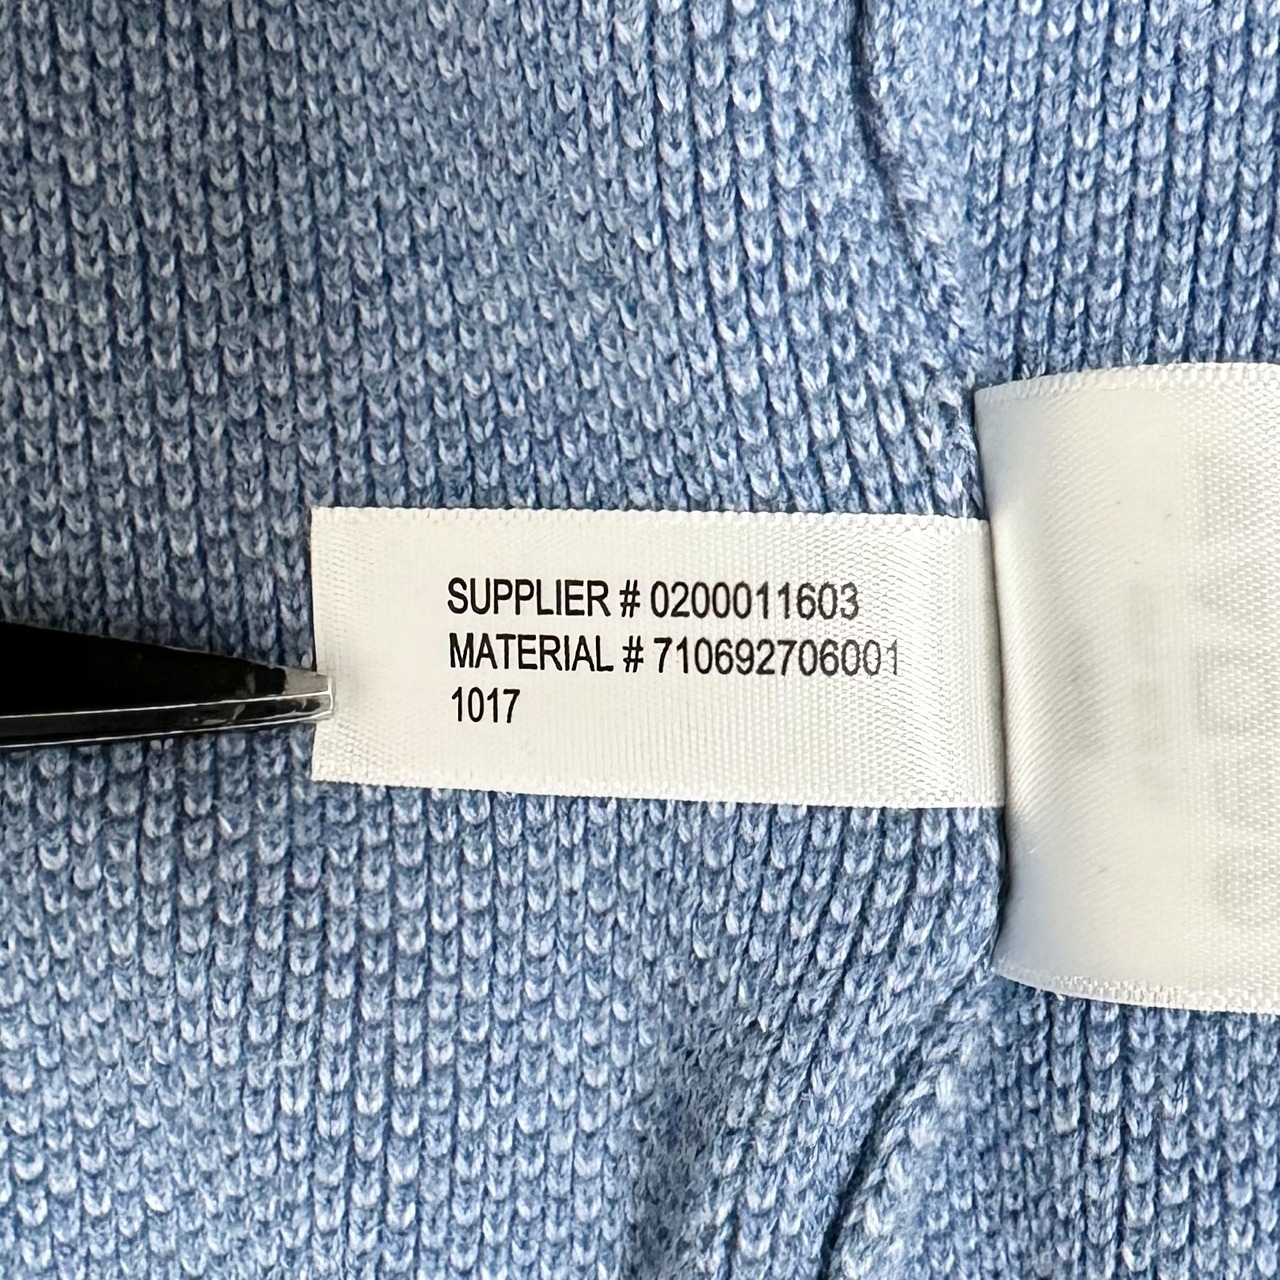 SUPPLIER # 0200011603
MATERIAL # 710692706001
1017